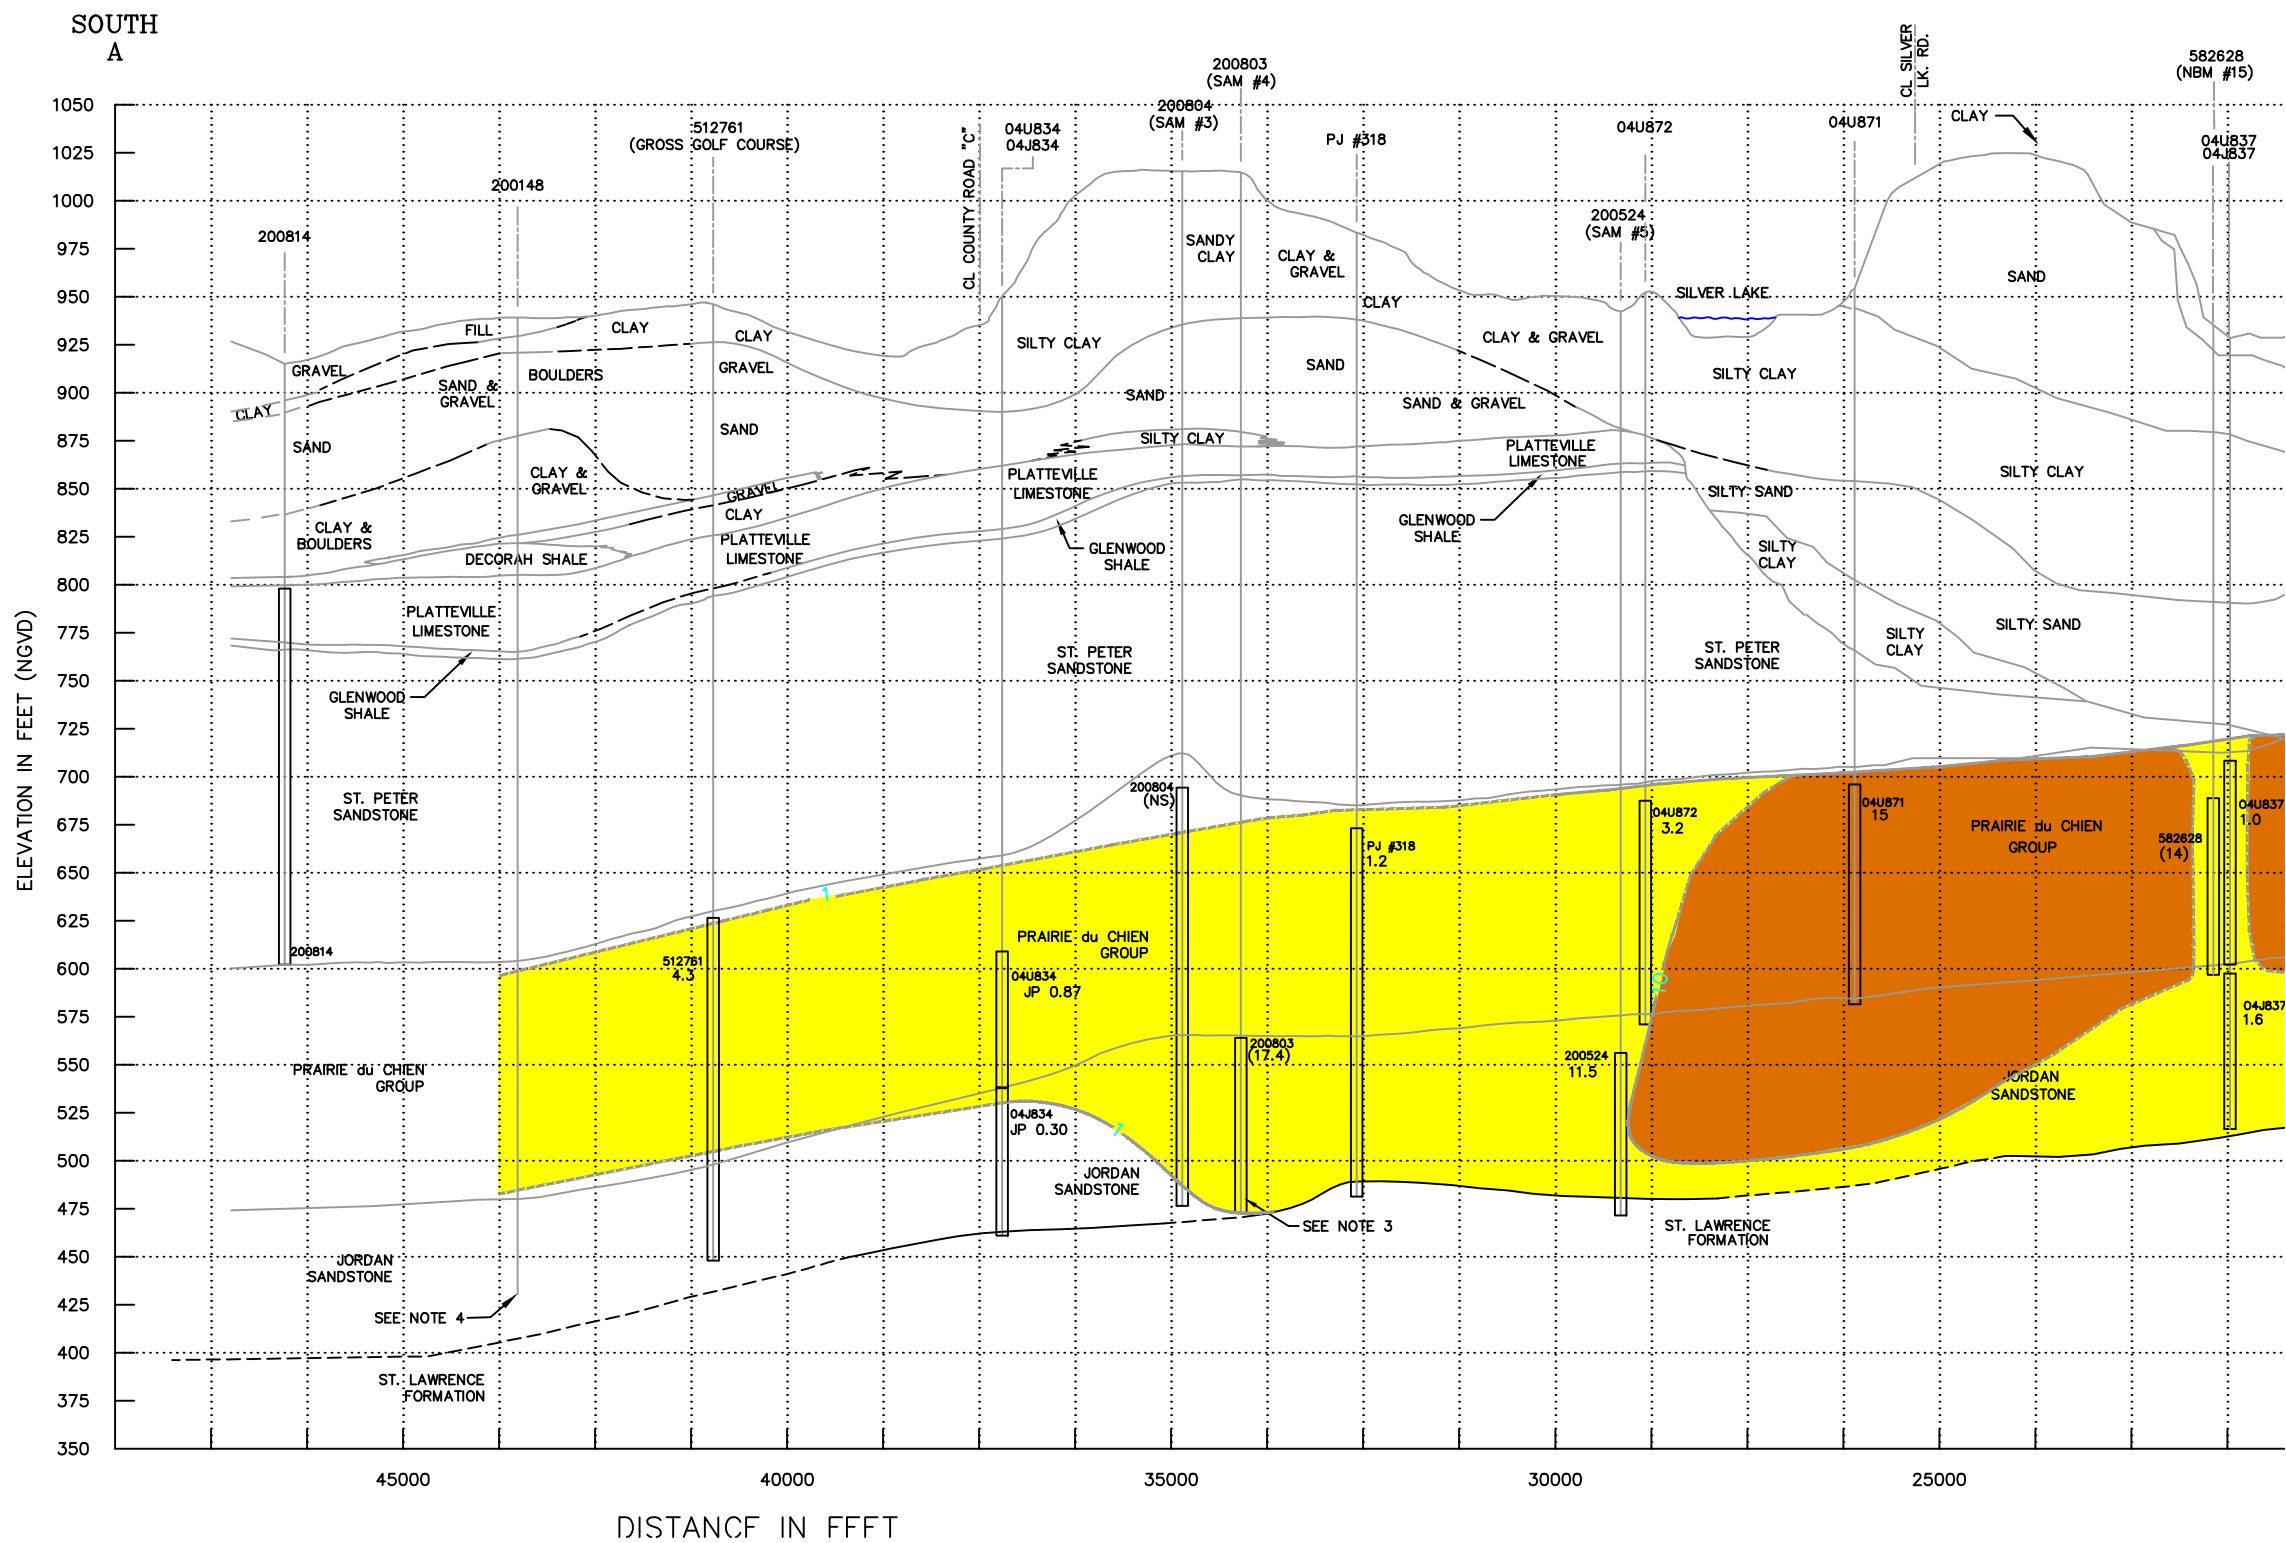 SOUTH
A
CL SILVER
LK. RD.
582628
(NBM #15)
200803
(SAM #4)
1050
200804
(SAM #3)
CLAY
512761
(GROSS GOLF COURSE)
04U834
04J834
PJ #318
04U872
04U871
04U837
04J837
CL COUNTY ROAD "C"
1025
200148
1000
200524
(SAM #5)
200814
975
SANDY
CLAY
CLAY &
GRAVEL
SAND
950
CLAY
SILVER LAKE
FILL
CLAY
CLAY
SILTY CLAY
CLAY & GRAVEL
925
GRAVEL
BOULDERS
GRAVEL
SAND
SILTY CLAY
900
CLAY
SAND &
GRAVEL
SAND
SAND & GRAVEL
875
SAND
SAND
SILTY CLAY
PLATTEVILLE
LIMESTONE
SILTY CLAY
850
CLAY &
GRAVEL
GRAVEL
PLATTEVILLE
LIMESTONE
SILTY SAND
CLAY
825
CLAY &
BOULDERS
PLATTEVILLE
LIMESTONE
GLENWOOD
SHALE
GLENWOOD
SHALE
SILTY
CLAY
DECORAH SHALE
800
PLATTEVILLE
LIMESTONE
775
SILTY SAND
SILTY
CLAY
ST. PETER
SANDSTONE
ST. PETER
SANDSTONE
750
GLENWOOD
SHALE
725
700
ST. PETER
SANDSTONE
200804
(NS)
04U872
3.2
04U871
15
04U837
1.0
675
PRAIRIE du CHIEN
GROUP
PJ #318
1.2
582628
(14)
650
1
625
200814
PRAIRIE du CHIEN
GROUP
600
512761
4.3
04U834
JP 0.87
10
575
04J837
1.6
550
PRAIRIE du CHIEN
GROUP
200803
(17.4)
200524
11.5
JORDAN
SANDSTONE
525
04J834
JP 0.30
1
500
JORDAN
SANDSTONE
475
SEE NOTE 3
ST. LAWRENCE
FORMATION
450
JORDAN
SANDSTONE
425
SEE NOTE 4
400
ST. LAWRENCE
FORMATION
375
350
ELEVATION IN FEET (NGVD)
45000
40000
35000
30000
25000
DISTANCE IN FEET